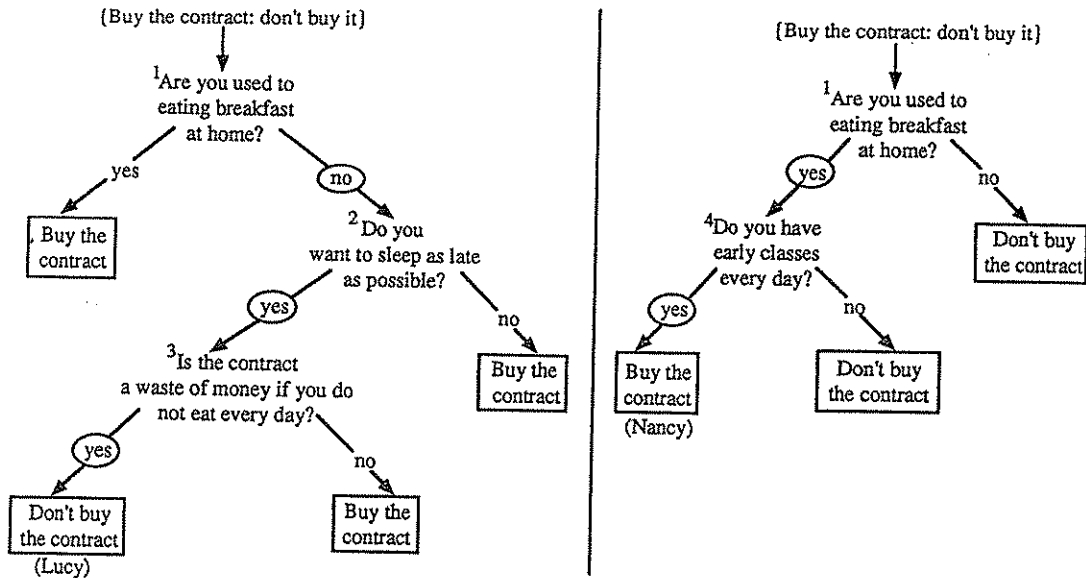 {Buy the contract: don't buy it}
1Are you used to
eating breakfast
at home?
yes
no
Buy the
contract
2Do you
want to sleep as late
as possible?
yes
no
3Is the contract
a waste of money if you do
not eat every day?
Buy the
contract
yes
no
Don't buy
the contract
(Lucy)
Buy the
contract
{Buy the contract: don't buy it}
1Are you used to
eating breakfast
at home?
yes
no
4Do you have
early classes
every day?
Don't buy
the contract
yes
no
Buy the
contract
(Nancy)
Don't buy
the contract